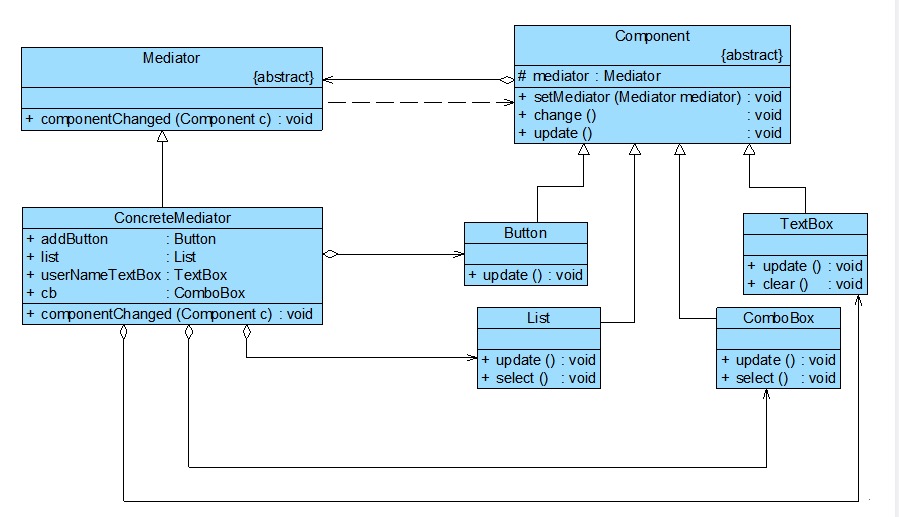 Mediator
{abstract}
+ componentChanged (Component c) : void
Component
{abstract}
# mediator : Mediator
+ setMediator (Mediator mediator) : void
+ change () : void
+ update () : void
ConcreteMediator
+ addButton : Button
+ list : List
+ userNameTextBox : TextBox
+ cb : ComboBox
+ componentChanged (Component c) : void
Button
+ update () : void
TextBox
+ update () : void
+ clear () : void
List
+ update () : void
+ select () : void
ComboBox
+ update () : void
+ select () : void